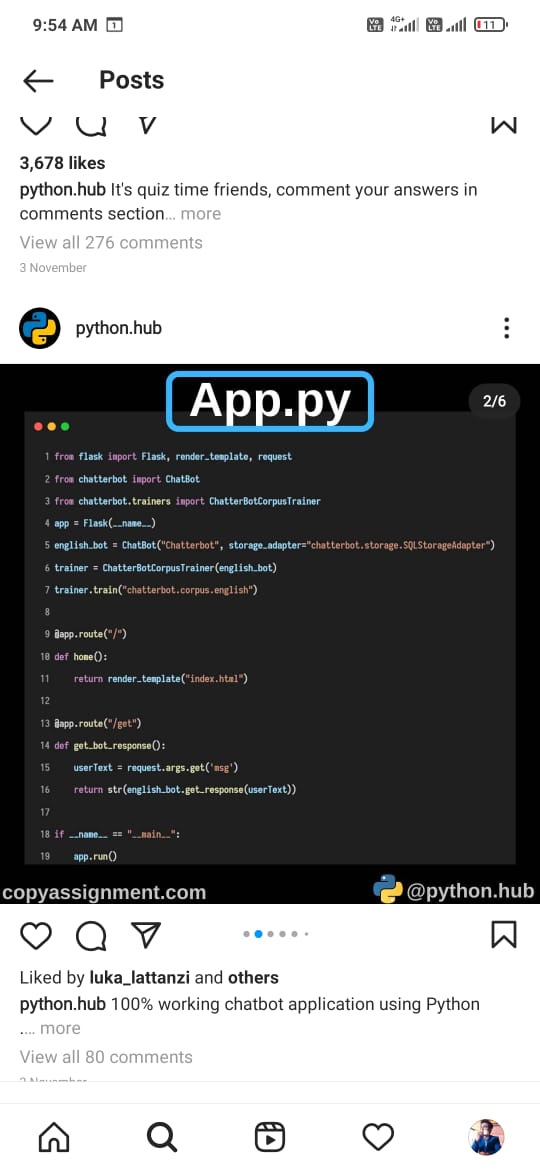 9:54 AM 1 Vo LTE 4G+ Vo LTE 11
Posts
3,678 likes
python.hub It's quiz time friends, comment your answers in
comments section... more
View all 276 comments
3 November
python.hub
App.py
2/6
1 from flask import Flask, render_template, request
2 from chatterbot import ChatBot
3 from chatterbot.trainers import ChatterBotCorpusTrainer
4 app = Flask(__name__)
5 english_bot = ChatBot("Chatterbot", storage_adapter="chatterbot.storage.SQLStorageAdapter")
6 trainer = ChatterBotCorpusTrainer(english_bot)
7 trainer.train("chatterbot.corpus.english")
8
9 @app.route("/")
10 def home():
11     return render_template("index.html")
12
13 @app.route("/get")
14 def get_bot_response():
15     userText = request.args.get('msg')
16     return str(english_bot.get_response(userText))
17
18 if __name__ == "__main__":
19     app.run()
copyassignment.com
@python.hub
Liked by luka_lattanzi and others
python.hub 100% working chatbot application using Python
.... more
View all 80 comments